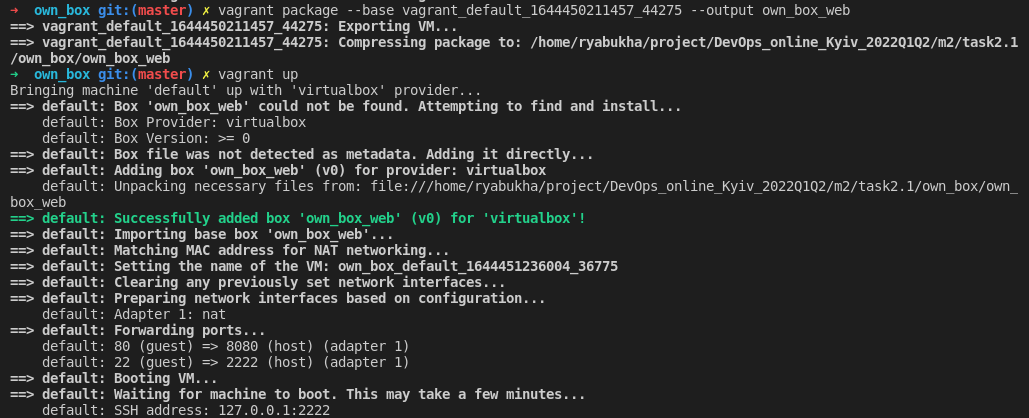 ➜  own_box git:(master) ✗ vagrant package --base vagrant_default_1644450211457_44275 --output own_box_web
==> vagrant_default_1644450211457_44275: Exporting VM...
==> vagrant_default_1644450211457_44275: Compressing package to: /home/ryabukha/project/DevOps_online_Kyiv_2022Q1Q2/m2/task2.1
/own_box/own_box_web
➜  own_box git:(master) ✗ vagrant up
Bringing machine 'default' up with 'virtualbox' provider...
==> default: Box 'own_box_web' could not be found. Attempting to find and install...
    default: Box Provider: virtualbox
    default: Box Version: >= 0
==> default: Box file was not detected as metadata. Adding it directly...
==> default: Adding box 'own_box_web' (v0) for provider: virtualbox
    default: Unpacking necessary files from: file:///home/ryabukha/project/DevOps_online_Kyiv_2022Q1Q2/m2/task2.1/own_box/own_
box_web
==> default: Successfully added box 'own_box_web' (v0) for 'virtualbox'!
==> default: Importing base box 'own_box_web'...
==> default: Matching MAC address for NAT networking...
==> default: Setting the name of the VM: own_box_default_1644451236004_36775
==> default: Clearing any previously set network interfaces...
==> default: Preparing network interfaces based on configuration...
    default: Adapter 1: nat
==> default: Forwarding ports...
    default: 80 (guest) => 8080 (host) (adapter 1)
    default: 22 (guest) => 2222 (host) (adapter 1)
==> default: Booting VM...
==> default: Waiting for machine to boot. This may take a few minutes...
    default: SSH address: 127.0.0.1:2222